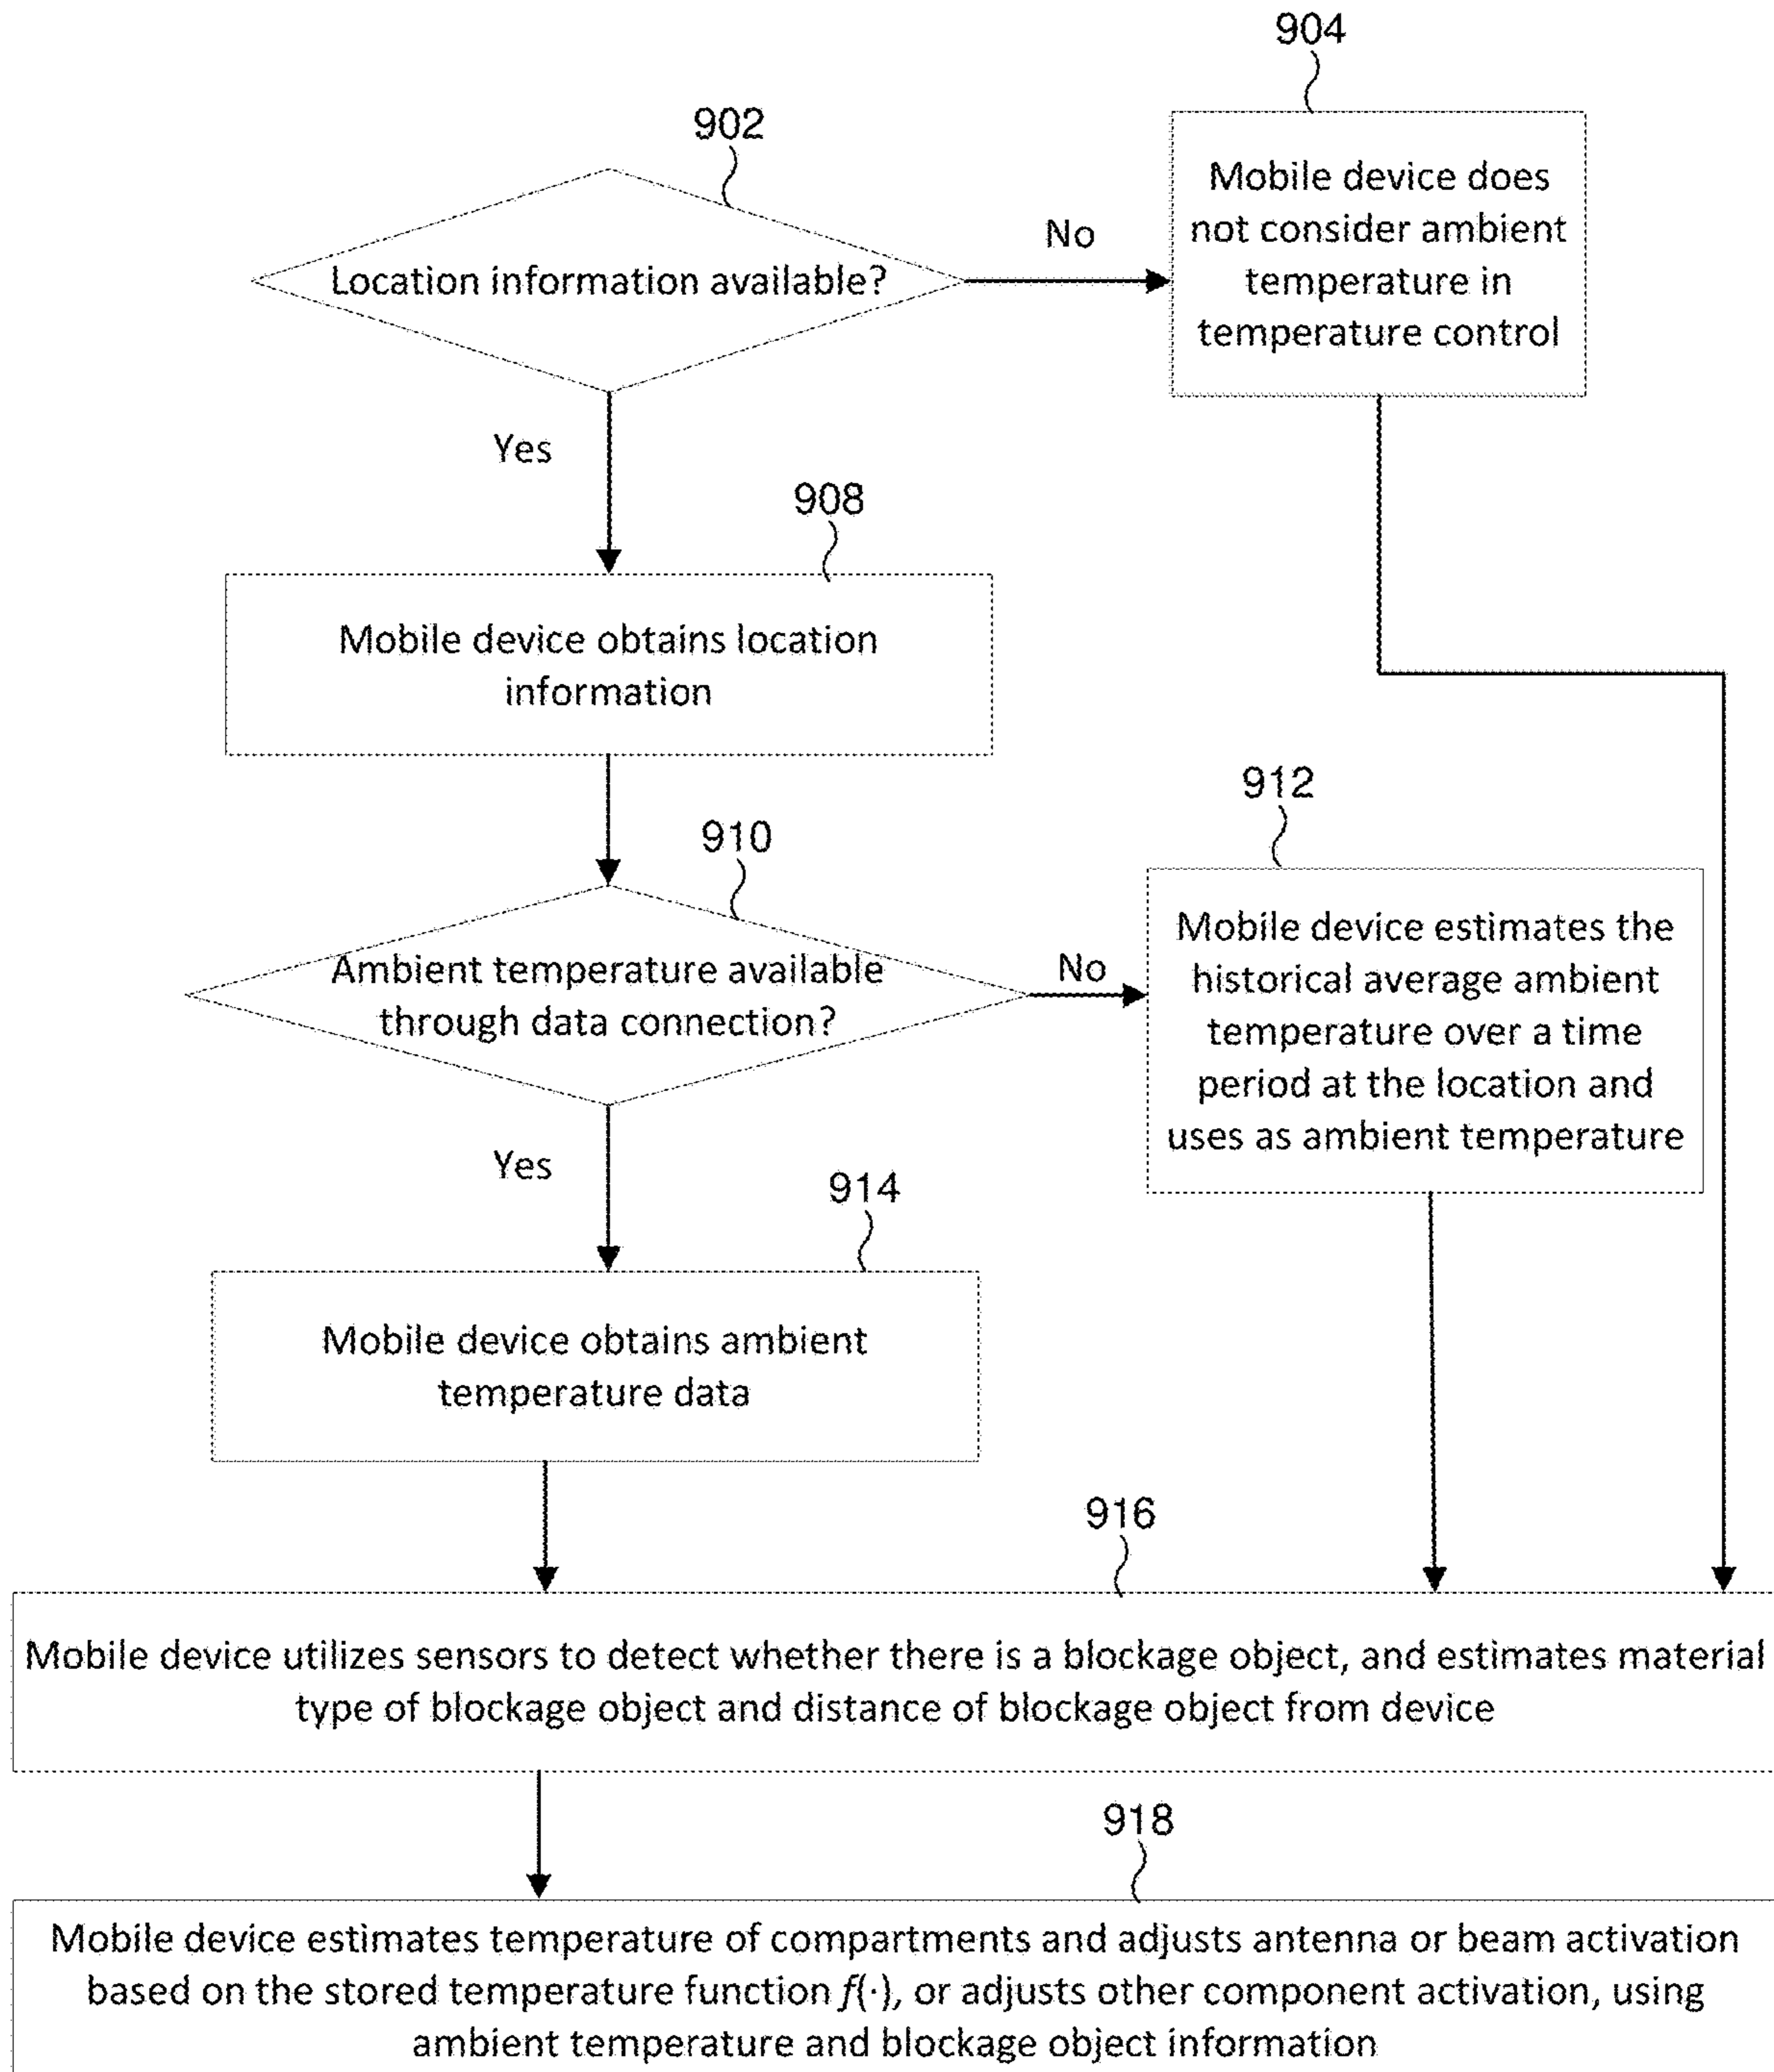 904
902
Mobile device does
not consider ambient
temperature in
temperature control
No
Location information available?
Yes
908
Mobile device obtains location
information
912
910
Mobile device estimates the
historical average ambient
temperature over a time
period at the location and
uses as ambient temperature
Ambient temperature available
through data connection?
No
Yes
914
Mobile device obtains ambient
temperature data
916
Mobile device utilizes sensors to detect whether there is a blockage object, and estimates material
type of blockage object and distance of blockage object from device
918
Mobile device estimates temperature of compartments and adjusts antenna or beam activation
based on the stored temperature function f(·), or adjusts other component activation, using
ambient temperature and blockage object information